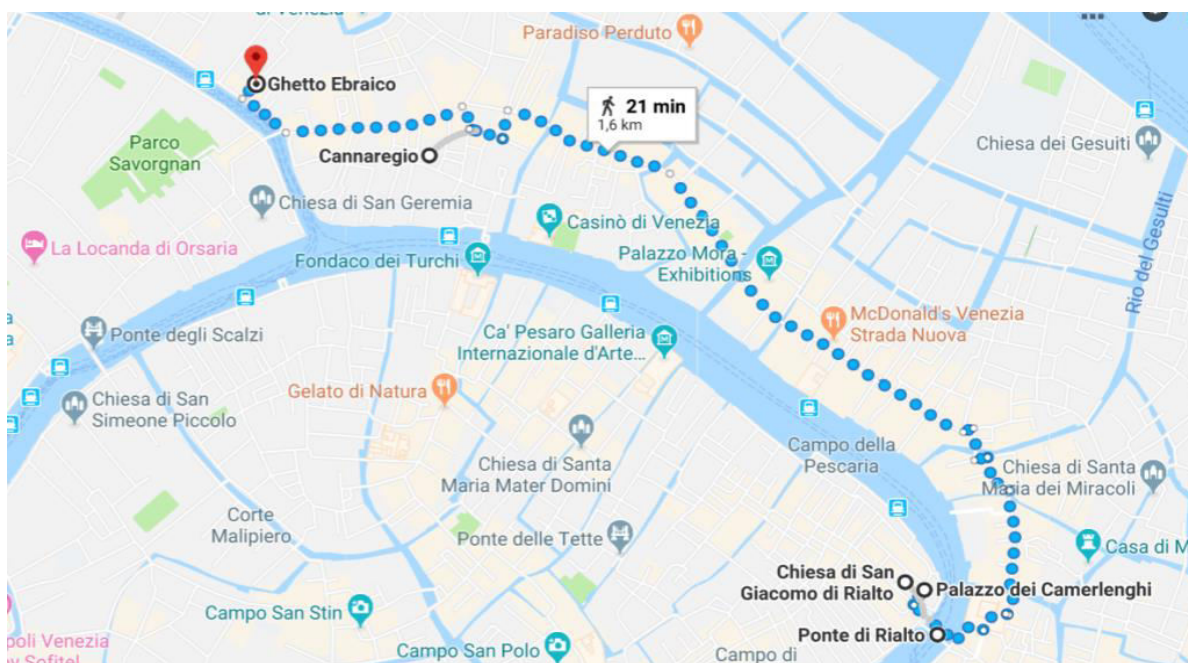 di Venezia
Paradiso Perduto
Ghetto Ebraico
21 min
1,6 km
Parco
Savorgnan
Cannaregio
Chiesa dei Gesuiti
Chiesa di San Geremia
La Locanda di Orsaria
Casinò di Venezia
Fondaco dei Turchi
Palazzo Mora -
Exhibitions
Rio del Gesulti
McDonald's Venezia
Strada Nuova
Ponte degli Scalzi
Ca' Pesaro Galleria
Internazionale d'Arte...
Gelato di Natura
Chiesa di San
Simeone Piccolo
Campo della
Pescaria
Chiesa di Santa
Maria Mater Domini
Chiesa di Santa
Maria dei Miracoli
Corte
Malipiero
Ponte delle Tette
Casa di M
Chiesa di San
Giacomo di Rialto
Palazzo dei Camerlenghi
Campo San Stin
Ponte di Rialto
poli Venezia
y Sofitel
Campo San Polo
Campo di